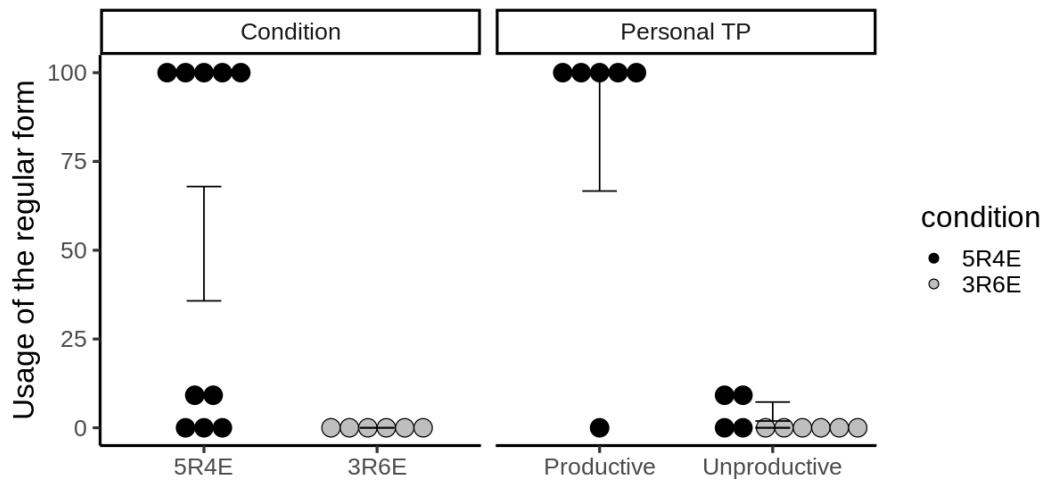 Condition
Personal TP
Usage of the regular form
100
75
50
25
0
5R4E
3R6E
Productive
Unproductive
condition
5R4E
3R6E